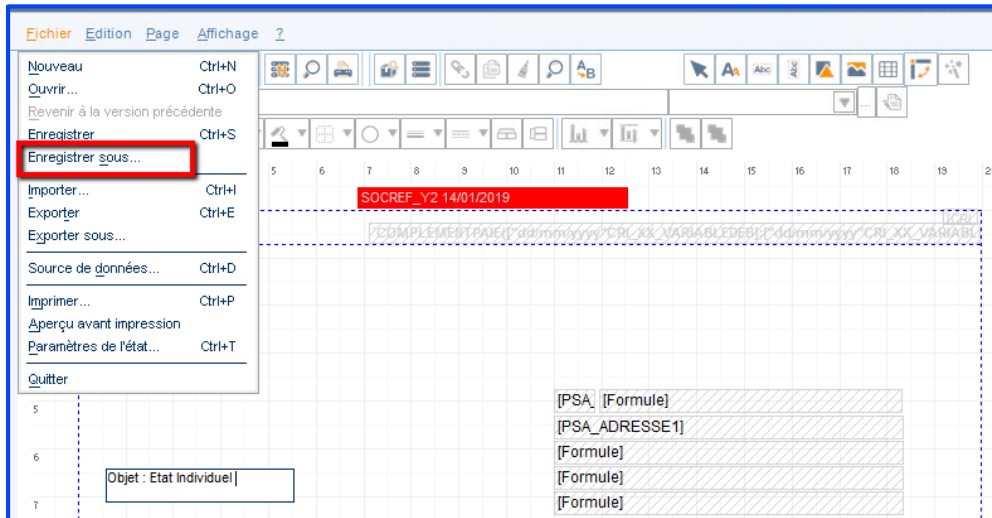 Fichier Edition Page Affichage ?
Nouveau Ctrl+N
Ouvrir... Ctrl+O
Revenir à la version précédente
Enregistrer Ctrl+S
Enregistrer sous...
Importer... Ctrl+I
Exporter Ctrl+E
Exporter sous...
Source de données... Ctrl+D
Imprimer... Ctrl+P
Aperçu avant impression
Paramètres de l'état... Ctrl+T
Quitter
Abc Abc
5 6 7 8 9 10 11 12 13 14 15 16 17 18 19
SOCREF_Y2 14/01/2019
[PSA_ [Formule]
5
[PSA_ADRESSE1]
6
[Formule]
Objet : Etat Individuel
[Formule]
7
[Formule]